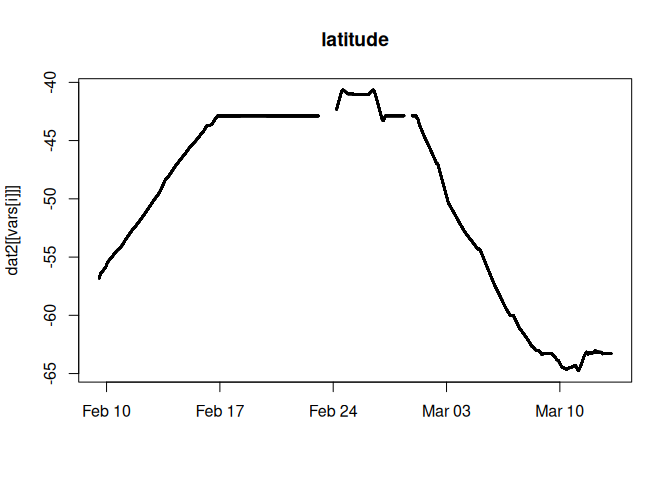 latitude
dat2[[vars[i]]]
-40
-45
-50
-55
-60
-65
Feb 10
Feb 17
Feb 24
Mar 03
Mar 10